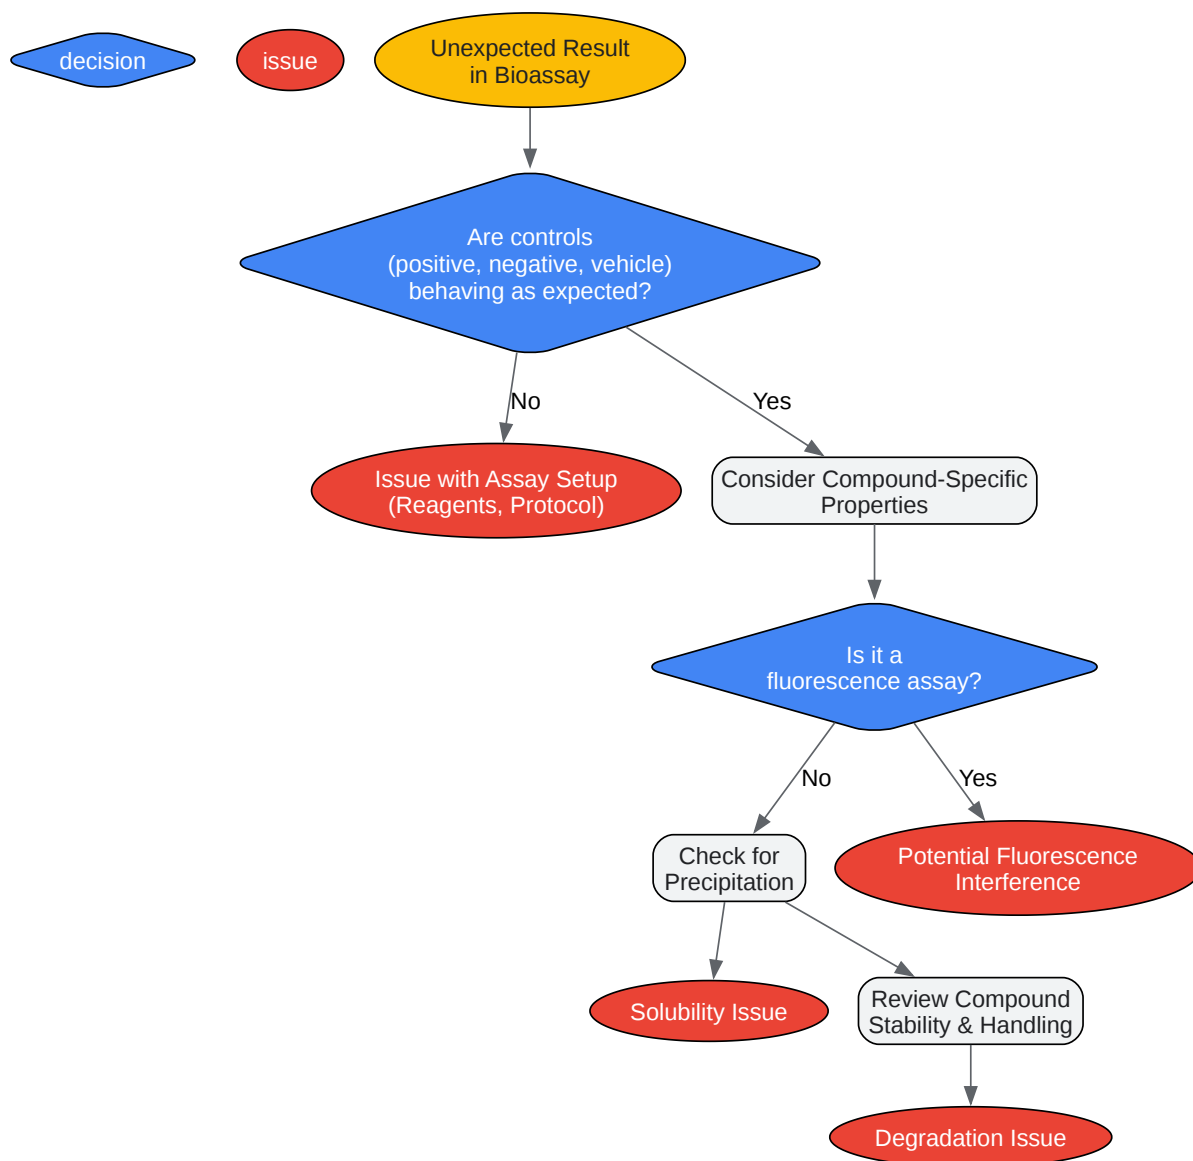 decision
issue
Unexpected Result
in Bioassay
Are controls
(positive, negative, vehicle)
behaving as expected?
No
Yes
Issue with Assay Setup
(Reagents, Protocol)
Consider Compound-Specific
Properties
Is it a
fluorescence assay?
No
Yes
Check for
Precipitation
Potential Fluorescence
Interference
Solubility Issue
Review Compound
Stability & Handling
Degradation Issue